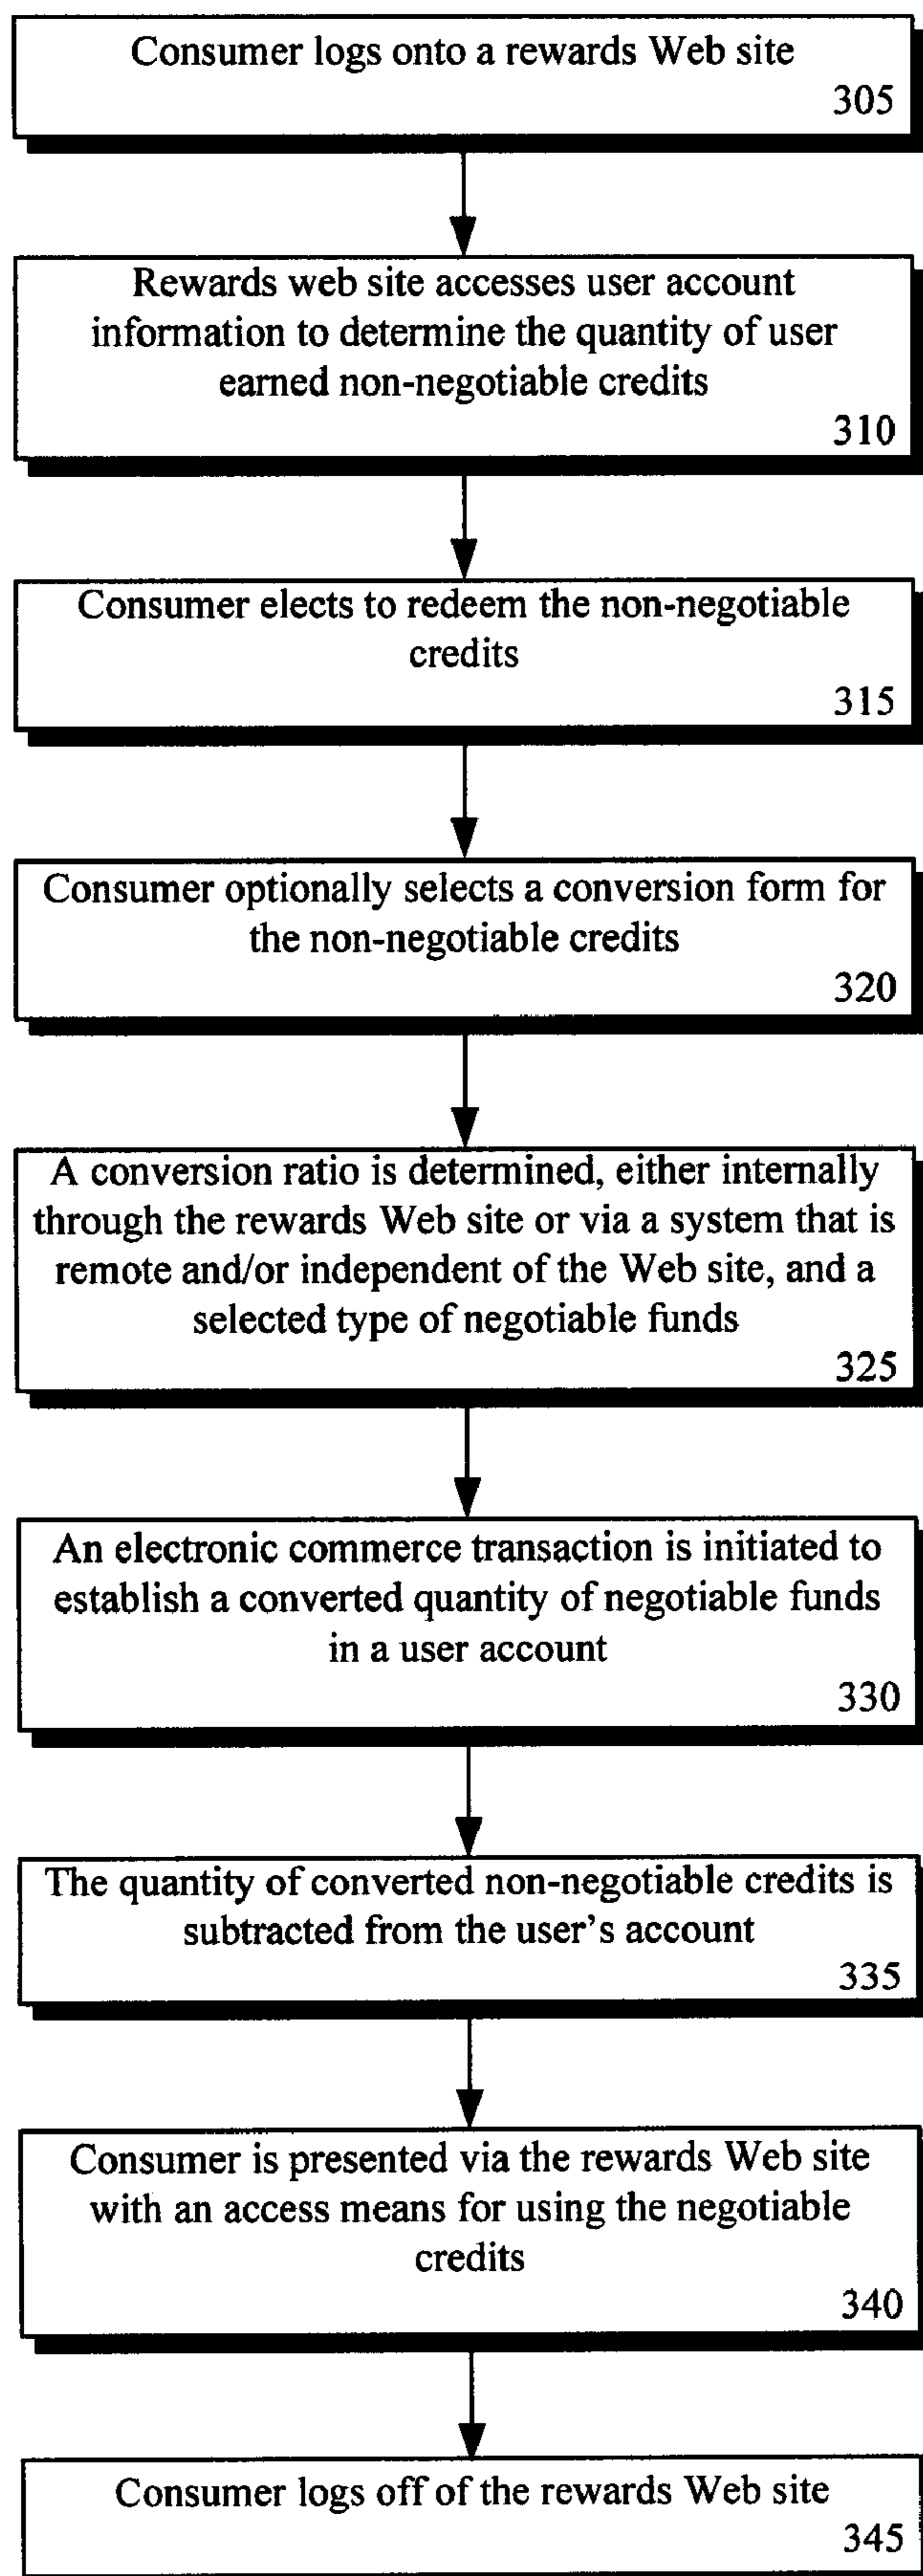 Consumer logs onto a rewards Web site
305
Rewards web site accesses user account
information to determine the quantity of user
earned non-negotiable credits
310
Consumer elects to redeem the non-negotiable
credits
315
Consumer optionally selects a conversion form for
the non-negotiable credits
320
A conversion ratio is determined, either internally
through the rewards Web site or via a system that is
remote and/or independent of the Web site, and a
selected type of negotiable funds
325
An electronic commerce transaction is initiated to
establish a converted quantity of negotiable funds
in a user account
330
The quantity of converted non-negotiable credits is
subtracted from the user's account
335
Consumer is presented via the rewards Web site
with an access means for using the negotiable
credits
340
Consumer logs off of the rewards Web site
345